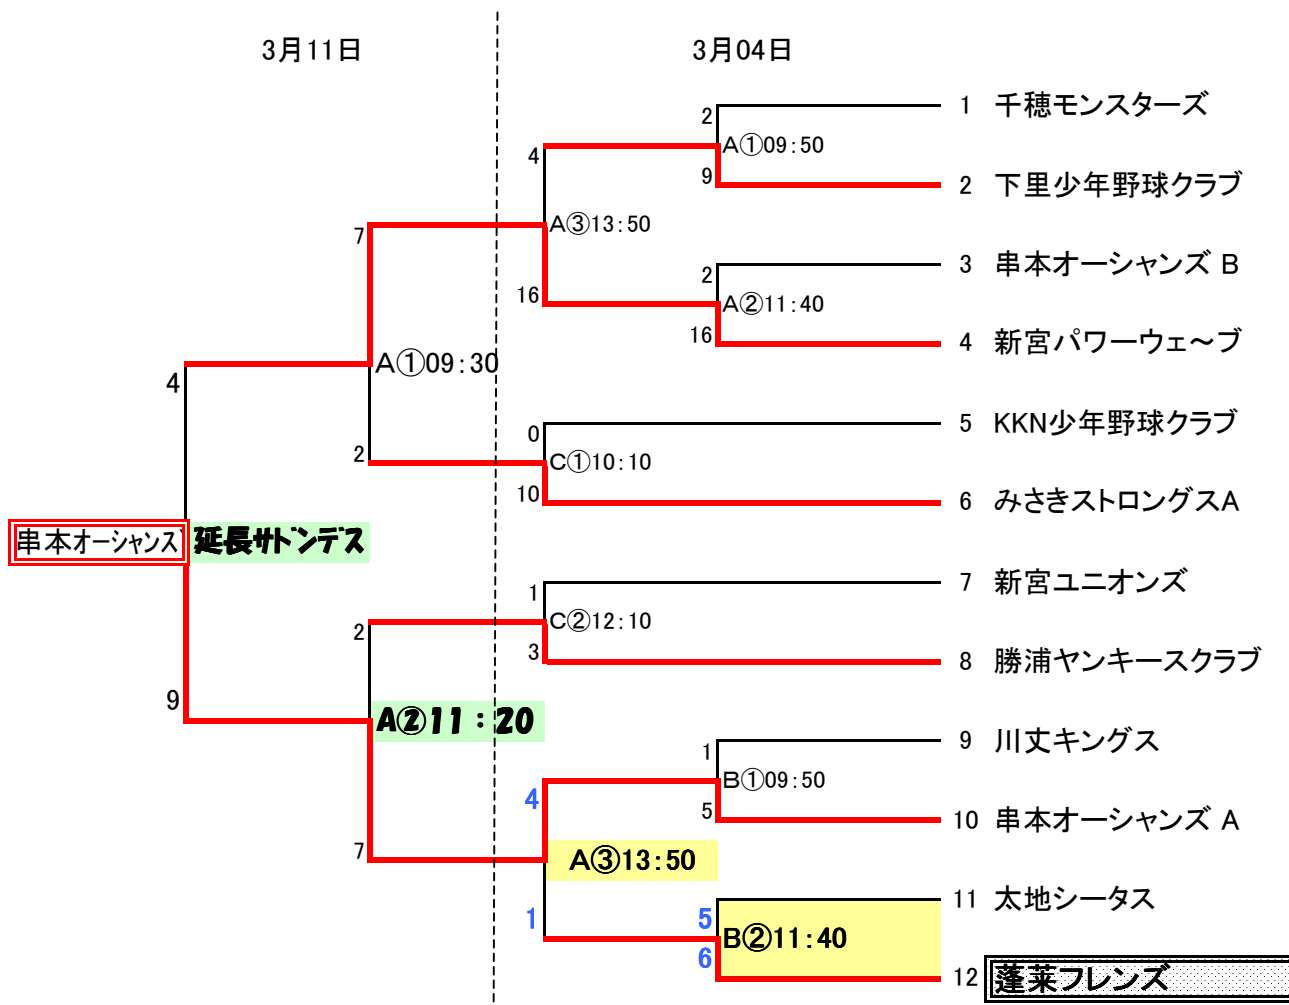 3月11日
3月04日
1 千穂モンスターズ
2
A①09:50
9
2 下里少年野球クラブ
4
A③13:50
16
3 串本オーシャンズ B
2
A②11:40
16
4 新宮パワーウェ～ブ
7
A①09:30
2
5 KKN少年野球クラブ
0
C①10:10
10
6 みさきストロングスA
4
串本オーシャンズ
延長サドンデス
9
7 新宮ユニオンズ
1
C②12:10
3
8 勝浦ヤンキースクラブ
2
A②11:20
7
9 川丈キングス
1
B①09:50
5
10 串本オーシャンズ A
4
A③13:50
1
11 太地シータス
5
B②11:40
6
12 蓬莱フレンズ